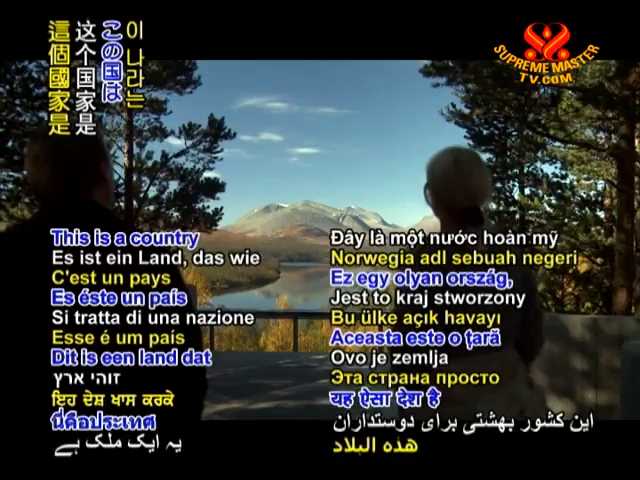 이 나라는
この国は
这个国家是
這個國家是
SUPREME MASTER
TV.COM
This is a country
Es ist ein Land, das wie
C'est un pays
Es éste un país
Si tratta di una nazione
Esse é um país
Dit is een land dat
זוהי ארץ
ਇਹ ਦੇਸ਼ ਖਾਸ ਕਰਕੇ
นี่คือประเทศ
یہ ایک ملک ہے
Đây là một nước hoàn mỹ
Norwegia adl sebuah negeri
Ez egy olyan ország,
Jest to kraj stworzony
Bu ülke açık havayı
Aceasta este o ţară
Ovo je zemlja
Эта страна просто
यह ऐसा देश है
این کشور بهشتی برای دوستداران
هذه البلاد